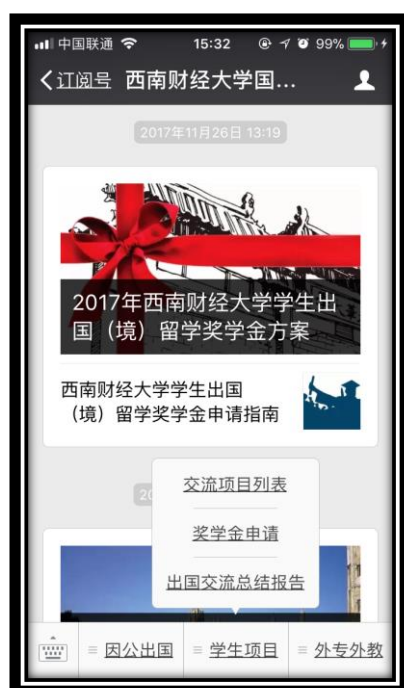 中国联通 15:32 99%
订阅号 西南财经大学国...
2017年11月26日 13:19
2017年西南财经大学学生出
国（境）留学奖学金方案
西南财经大学学生出国
（境）留学奖学金申请指南
20
交流项目列表
奖学金申请
出国交流总结报告
因公出国 学生项目 外专外教